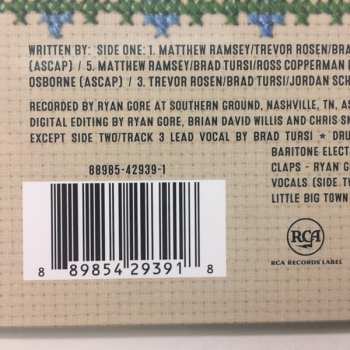 WRITTEN BY: SIDE ONE: 1. MATTHEW RAMSEY/TREVOR ROSEN/BRA
(ASCAP) / 5. MATTHEW RAMSEY/BRAD TURSI/ROSS COPPERMAN
OSBORNE (ASCAP) / 3. TREVOR ROSEN/BRAD TURSI/JORDAN SCH
RECORDED BY RYAN GORE AT SOUTHERN GROUND, NASHVILLE, TN, AS
DIGITAL EDITING BY RYAN GORE, BRIAN DAVID WILLIS AND CHRIS SM
EXCEPT SIDE TWO/TRACK 3 LEAD VOCAL BY BRAD TURSI ★ DRU
BARITONE ELECT
CLAPS - RYAN G
VOCALS (SIDE TW
LITTLE BIG TOWN
88985-42939-1
8 89854 29391 8
RCA
RCA RECORDS LABEL